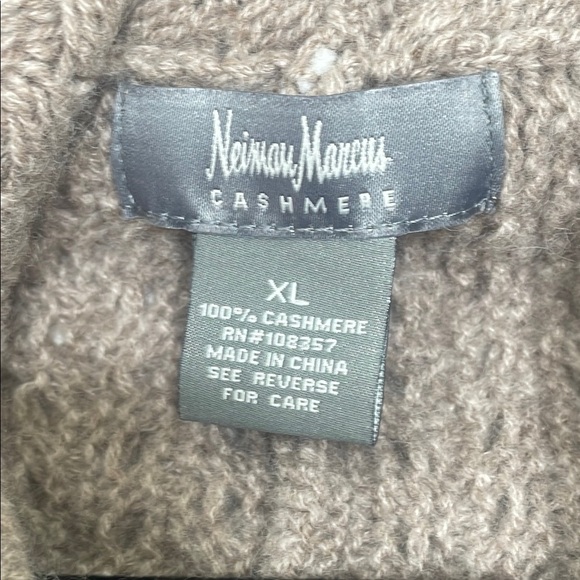 Neiman Marcus
CASHMERE
XL
100% CASHMERE
RN#108357
MADE IN CHINA
SEE REVERSE
FOR CARE